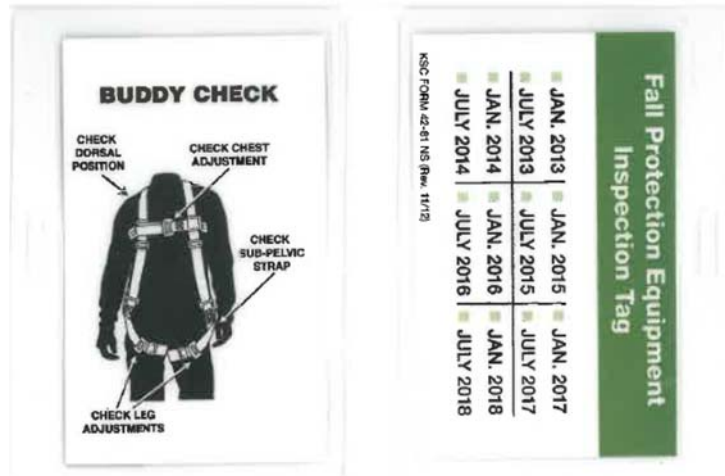 BUDDY CHECK
CHECK
DORSAL
POSITION
CHECK CHEST
ADJUSTMENT
CHECK
SUB-PELVIC
STRAP
CHECK LEG
ADJUSTMENTS
Fall Protection Equipment
Inspection Tag
JAN. 2013 JAN. 2015 JAN. 2017
JULY 2013 JULY 2015 JULY 2017
JAN. 2014 JAN. 2016 JAN. 2018
JULY 2014 JULY 2016 JULY 2018
KSC FORM 42-81 NS (Rev. 11/12)